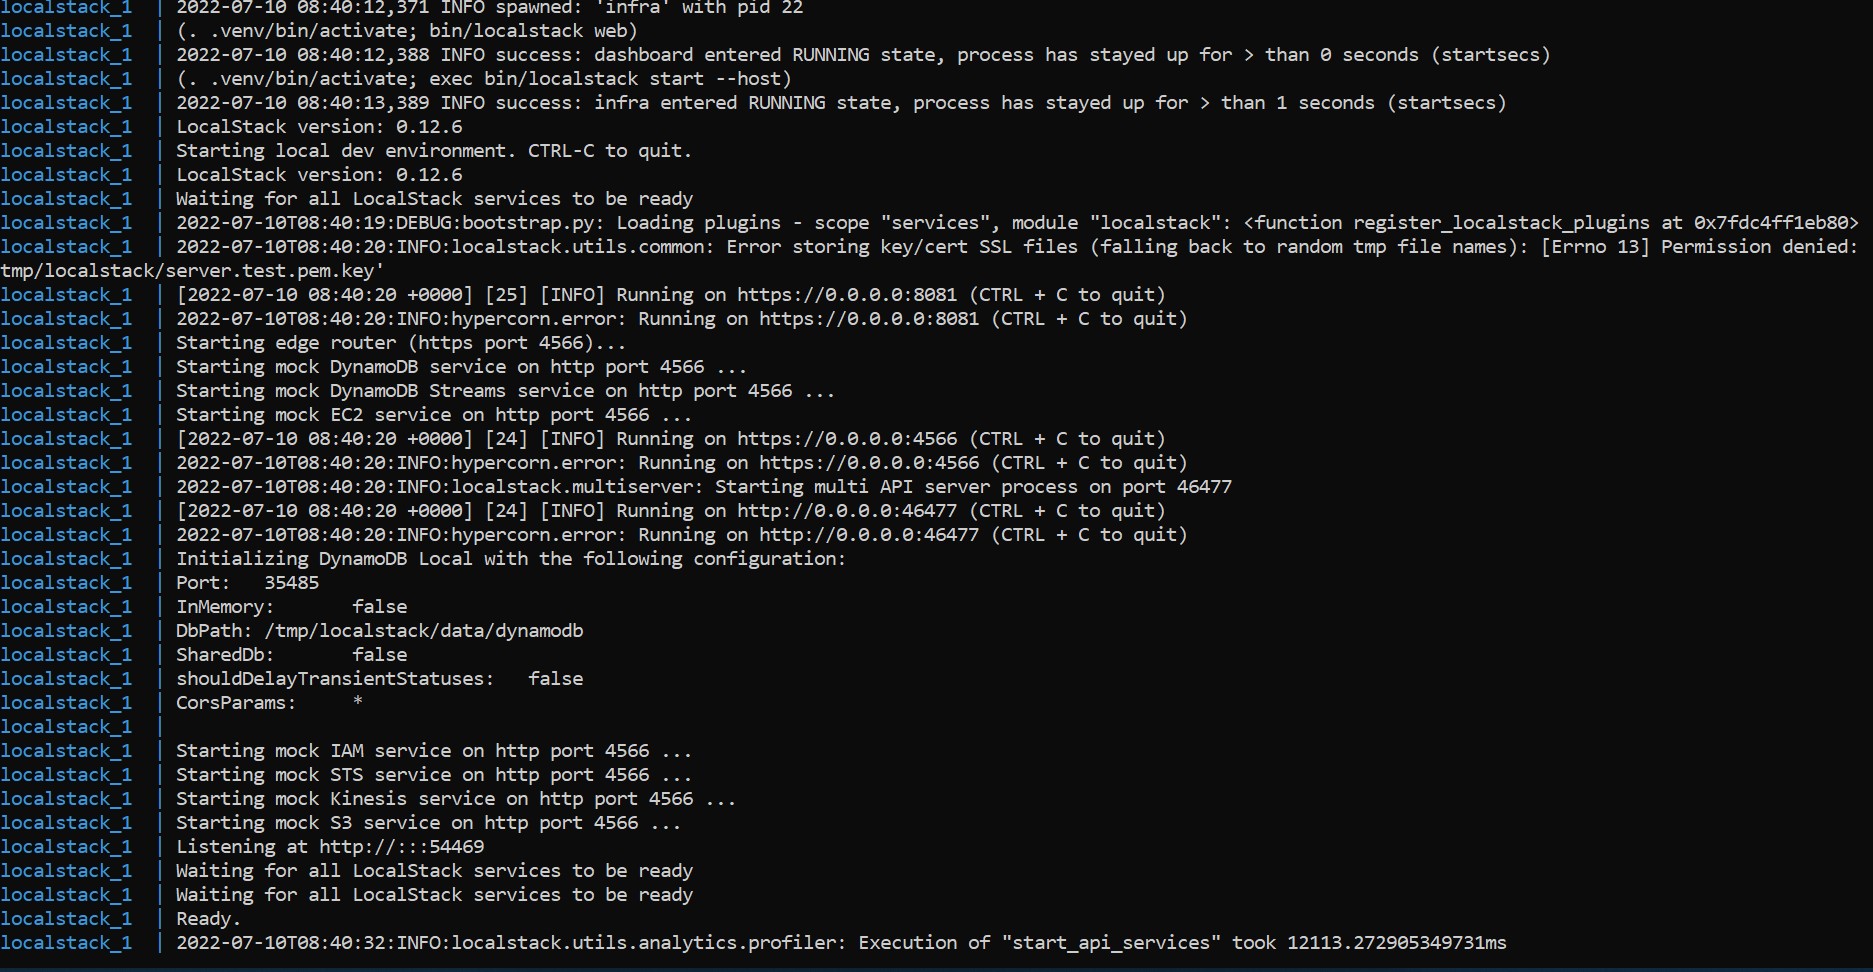 localstack_1  | 2022-07-10 08:40:12,371 INFO spawned: 'infra' with pid 22
localstack_1  | (. .venv/bin/activate; bin/localstack web)
localstack_1  | 2022-07-10 08:40:12,388 INFO success: dashboard entered RUNNING state, process has stayed up for > than 0 seconds (startsecs)
localstack_1  | (. .venv/bin/activate; exec bin/localstack start --host)
localstack_1  | 2022-07-10 08:40:13,389 INFO success: infra entered RUNNING state, process has stayed up for > than 1 seconds (startsecs)
localstack_1  | LocalStack version: 0.12.6
localstack_1  | Starting local dev environment. CTRL-C to quit.
localstack_1  | LocalStack version: 0.12.6
localstack_1  | Waiting for all LocalStack services to be ready
localstack_1  | 2022-07-10T08:40:19:DEBUG:bootstrap.py: Loading plugins - scope "services", module "localstack": <function register_localstack_plugins at 0x7fdc4ff1eb80>
localstack_1  | 2022-07-10T08:40:20:INFO:localstack.utils.common: Error storing key/cert SSL files (falling back to random tmp file names): [Errno 13] Permission denied:
tmp/localstack/server.test.pem.key'
localstack_1  | [2022-07-10 08:40:20 +0000] [25] [INFO] Running on https://0.0.0.0:8081 (CTRL + C to quit)
localstack_1  | 2022-07-10T08:40:20:INFO:hypercorn.error: Running on https://0.0.0.0:8081 (CTRL + C to quit)
localstack_1  | Starting edge router (https port 4566)...
localstack_1  | Starting mock DynamoDB service on http port 4566 ...
localstack_1  | Starting mock DynamoDB Streams service on http port 4566 ...
localstack_1  | Starting mock EC2 service on http port 4566 ...
localstack_1  | [2022-07-10 08:40:20 +0000] [24] [INFO] Running on https://0.0.0.0:4566 (CTRL + C to quit)
localstack_1  | 2022-07-10T08:40:20:INFO:hypercorn.error: Running on https://0.0.0.0:4566 (CTRL + C to quit)
localstack_1  | 2022-07-10T08:40:20:INFO:localstack.multiserver: Starting multi API server process on port 46477
localstack_1  | [2022-07-10 08:40:20 +0000] [24] [INFO] Running on http://0.0.0.0:46477 (CTRL + C to quit)
localstack_1  | 2022-07-10T08:40:20:INFO:hypercorn.error: Running on http://0.0.0.0:46477 (CTRL + C to quit)
localstack_1  | Initializing DynamoDB Local with the following configuration:
localstack_1  | Port:   35485
localstack_1  | InMemory:       false
localstack_1  | DbPath: /tmp/localstack/data/dynamodb
localstack_1  | SharedDb:       false
localstack_1  | shouldDelayTransientStatuses:   false
localstack_1  | CorsParams:     *
localstack_1  |
localstack_1  | Starting mock IAM service on http port 4566 ...
localstack_1  | Starting mock STS service on http port 4566 ...
localstack_1  | Starting mock Kinesis service on http port 4566 ...
localstack_1  | Starting mock S3 service on http port 4566 ...
localstack_1  | Listening at http://:::54469
localstack_1  | Waiting for all LocalStack services to be ready
localstack_1  | Waiting for all LocalStack services to be ready
localstack_1  | Ready.
localstack_1  | 2022-07-10T08:40:32:INFO:localstack.utils.analytics.profiler: Execution of "start_api_services" took 12113.272905349731ms